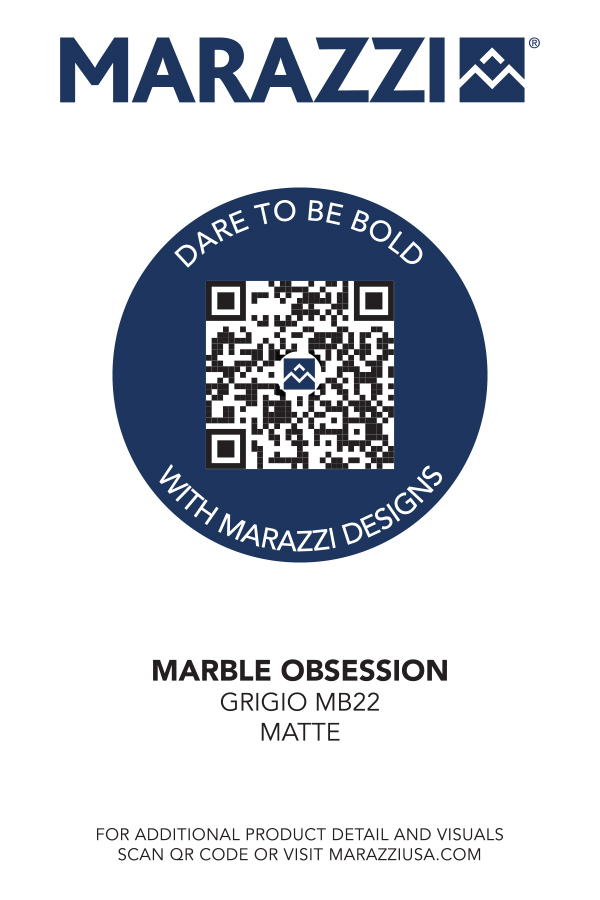 MARAZZI ®
DARE TO BE BOLD
WITH MARAZZI DESIGNS
MARBLE OBSESSION
GRIGIO MB22
MATTE
FOR ADDITIONAL PRODUCT DETAIL AND VISUALS
SCAN QR CODE OR VISIT MARAZZIUSA.COM